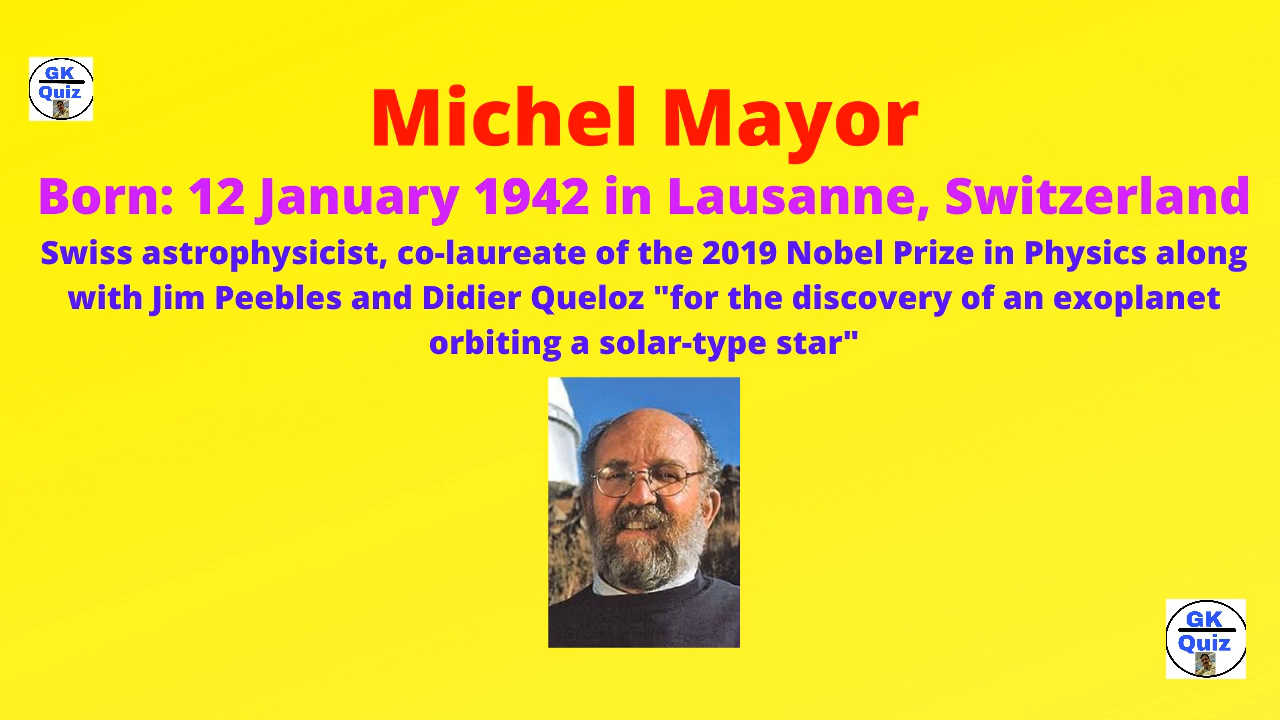 GK
Quiz
Michel Mayor
Born: 12 January 1942 in Lausanne, Switzerland
Swiss astrophysicist, co-laureate of the 2019 Nobel Prize in Physics along
with Jim Peebles and Didier Queloz "for the discovery of an exoplanet
orbiting a solar-type star"
GK
Quiz